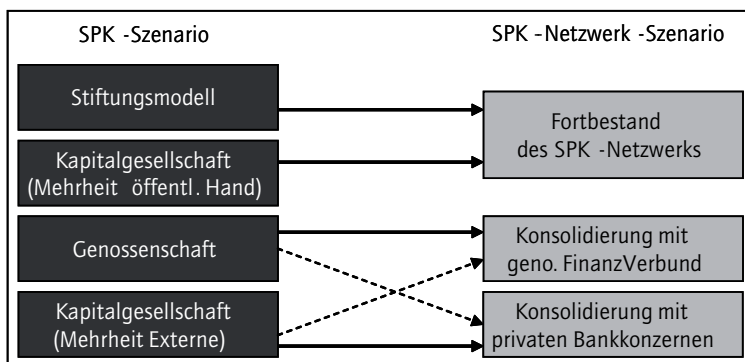 SPK -Szenario
SPK -Netzwerk -Szenario
Stiftungsmodell
Kapitalgesellschaft
(Mehrheit öffentl. Hand)
Genossenschaft
Kapitalgesellschaft
(Mehrheit Externe)
Fortbestand
des SPK -Netzwerks
Konsolidierung mit
geno. FinanzVerbund
Konsolidierung mit
privaten Bankkonzernen